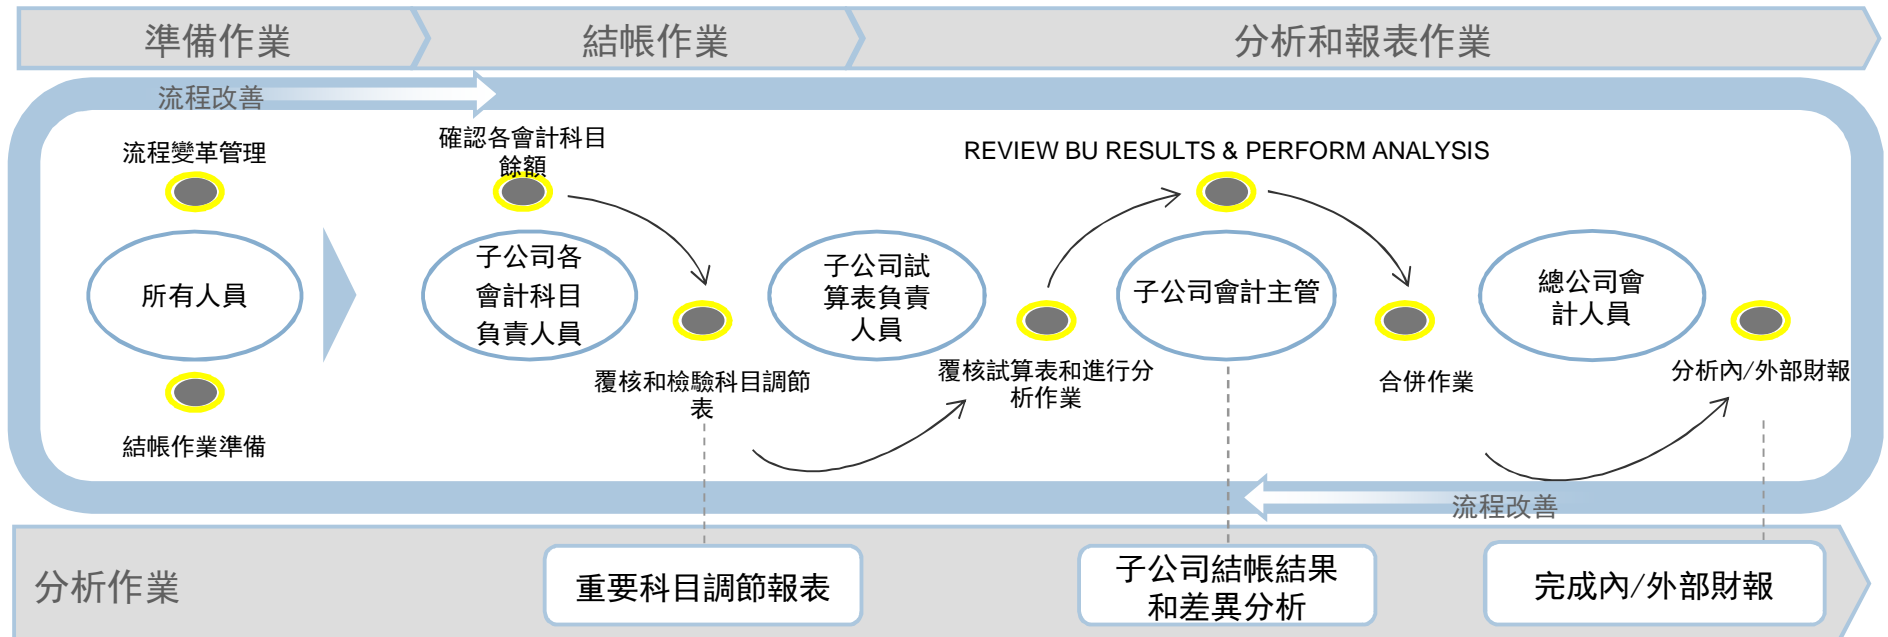 準備作業
結帳作業
分析和報表作業
流程改善
流程變革管理
確認各會計科目
餘額
REVIEW BU RESULTS & PERFORM ANALYSIS
所有人員
子公司各
會計科目
負責人員
子公司試
算表負責
人員
子公司會計主管
總公司會
計人員
覆核和檢驗科目調節
表
覆核試算表和進行分
析作業
合併作業
分析內/外部財報
結帳作業準備
流程改善
分析作業
重要科目調節報表
子公司結帳結果
和差異分析
完成內/外部財報